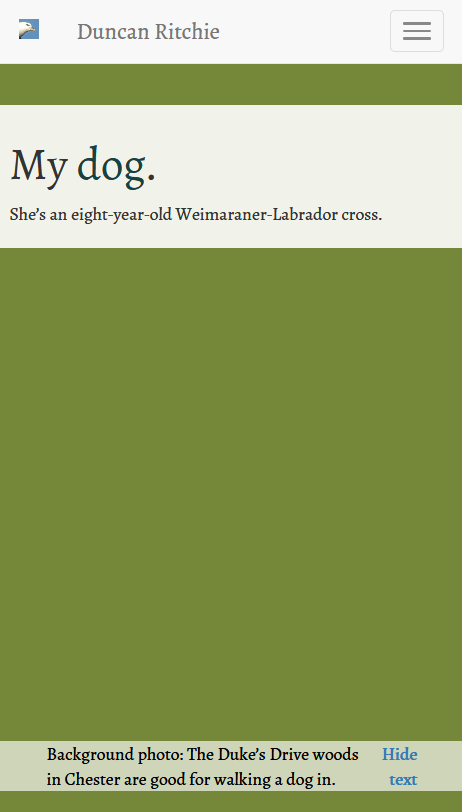 Duncan Ritchie
My dog.
She’s an eight-year-old Weimaraner-Labrador cross.
Background photo: The Duke’s Drive woods
in Chester are good for walking a dog in.
Hide
text